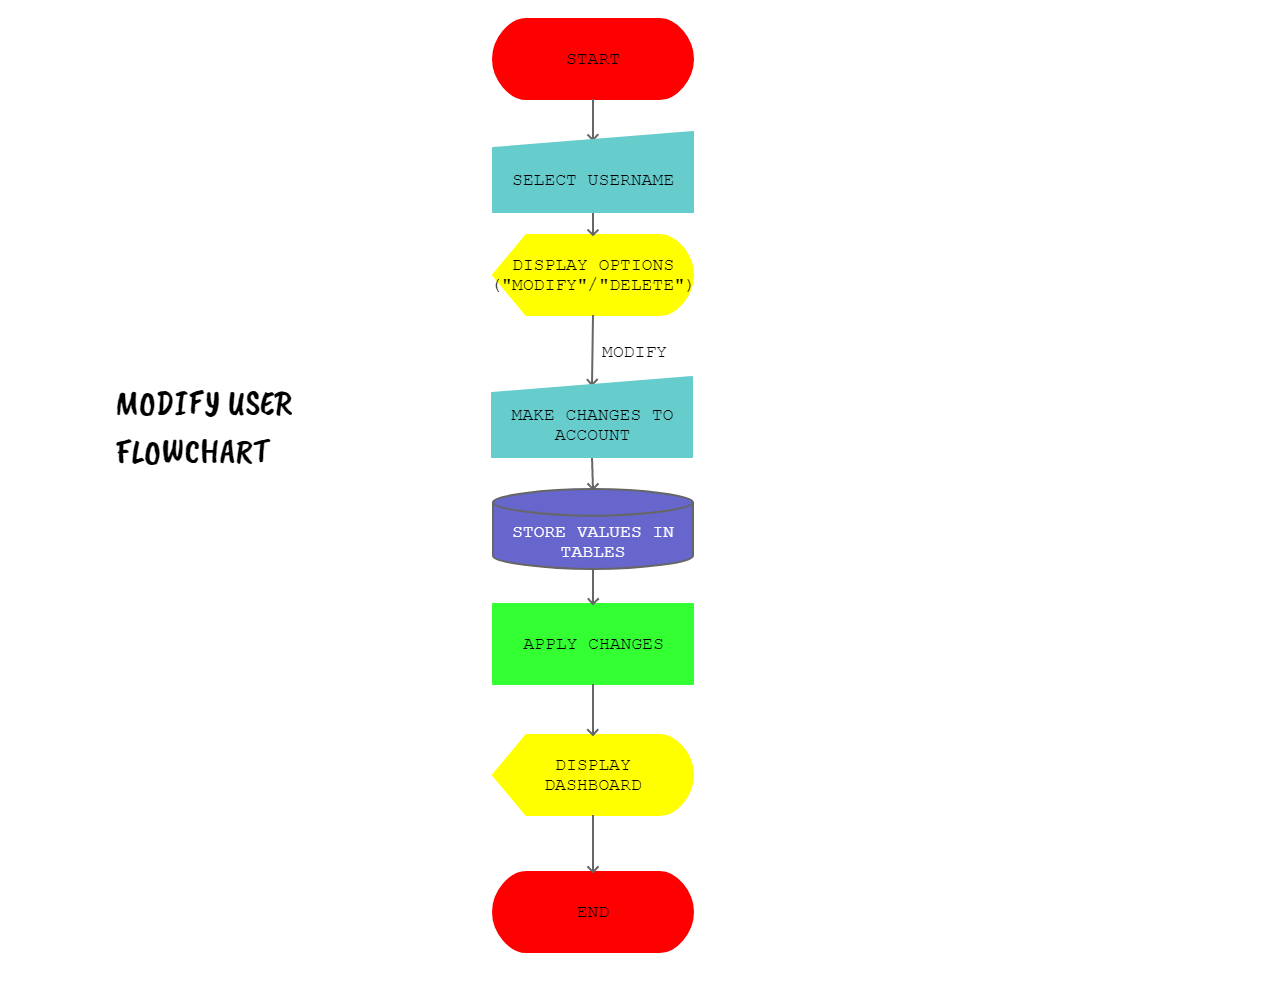 START
SELECT USERNAME
DISPLAY OPTIONS
("MODIFY"/"DELETE")
MODIFY
MODIFY USER
FLOWCHART
MAKE CHANGES TO
ACCOUNT
STORE VALUES IN
TABLES
APPLY CHANGES
DISPLAY
DASHBOARD
END